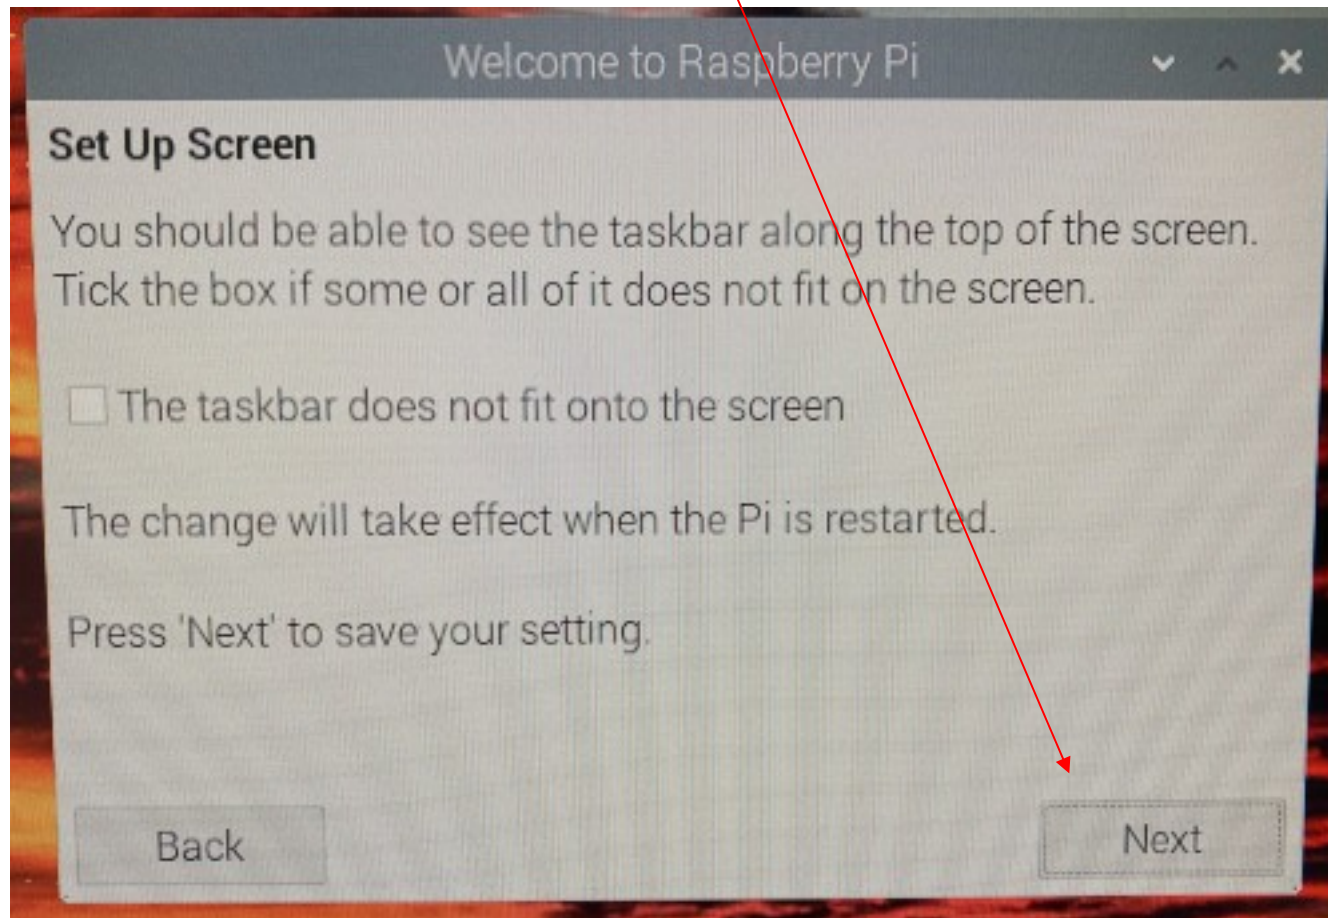 Welcome to Raspberry Pi
Set Up Screen
You should be able to see the taskbar along the top of the screen.
Tick the box if some or all of it does not fit on the screen.
The taskbar does not fit onto the screen
The change will take effect when the Pi is restarted.
Press 'Next' to save your setting.
Back
Next